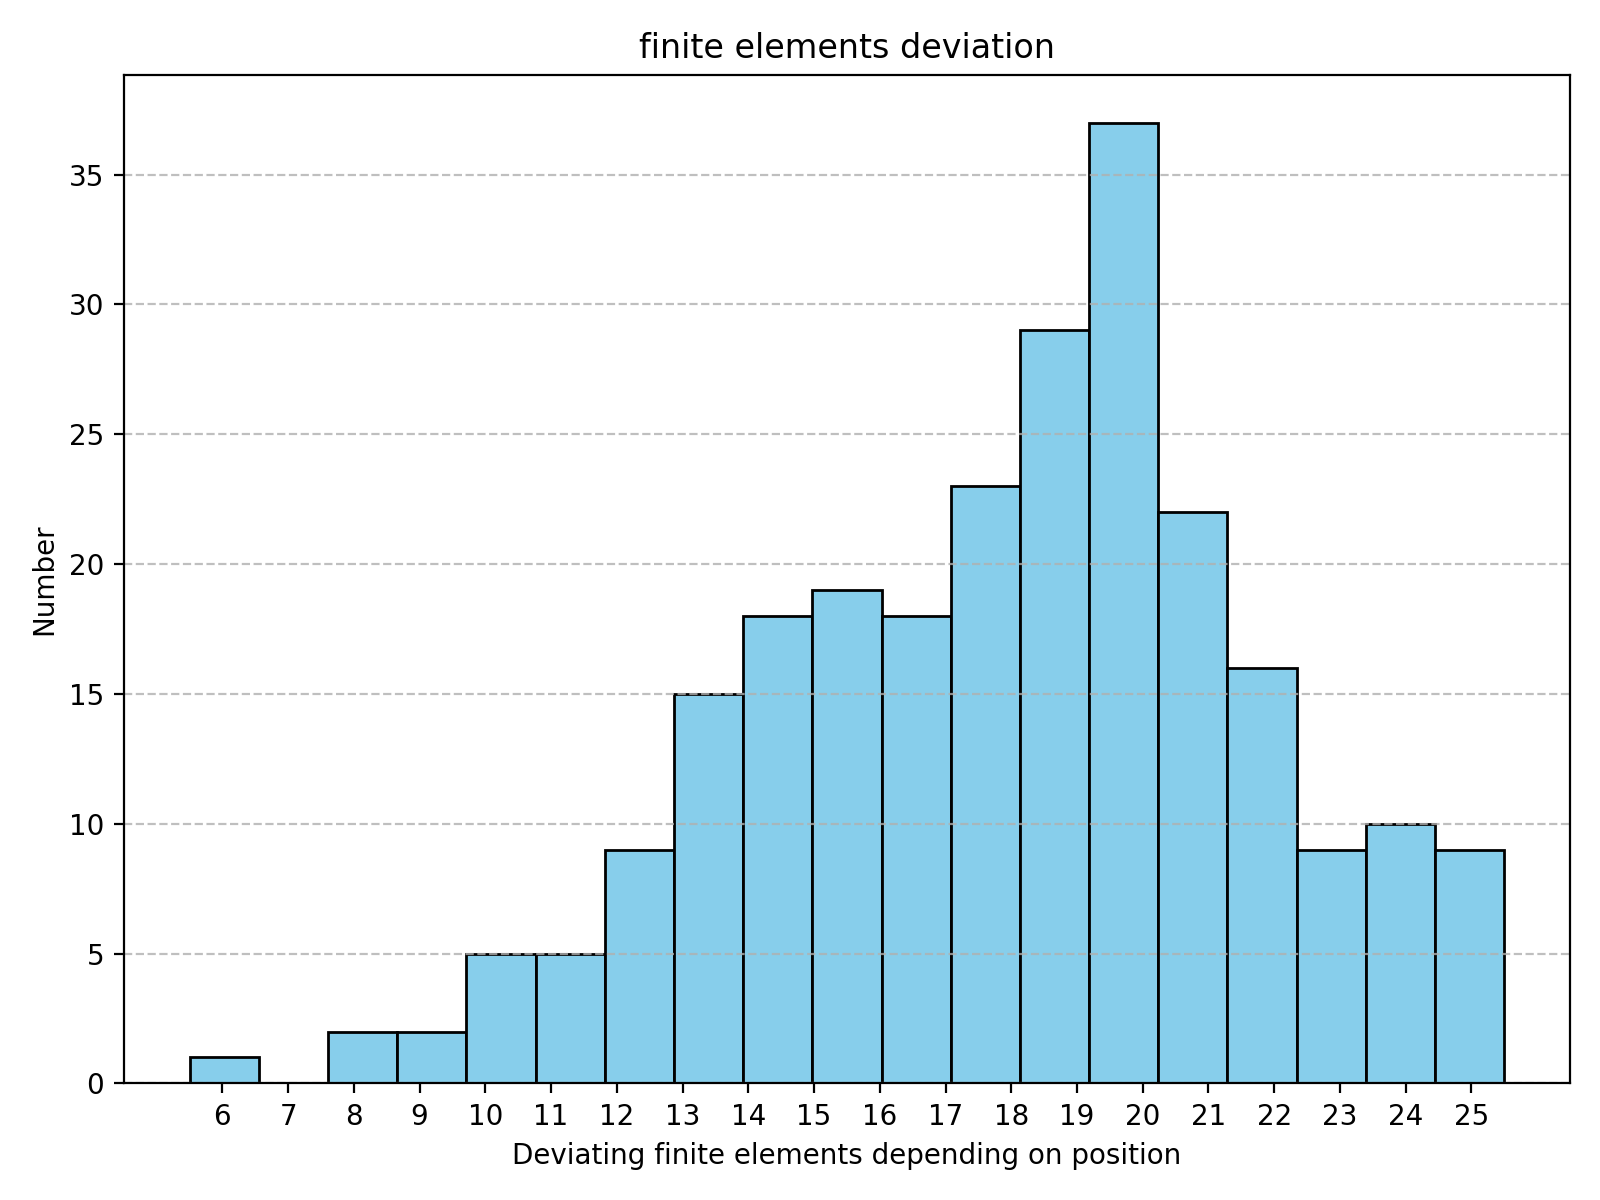 finite elements deviation
Number
35
30
25
20
15
10
5
0
6 7 8 9 10 11 12 13 14 15 16 17 18 19 20 21 22 23 24 25
Deviating finite elements depending on position